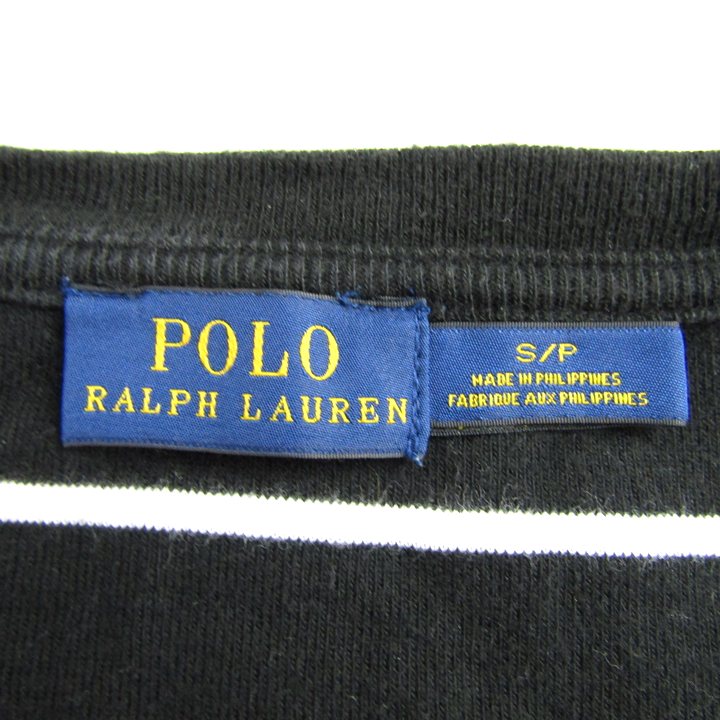 POLO
RALPH LAUREN
S/P
MADE IN PHILIPPINES
FABRIQUE AUX PHILIPPINES